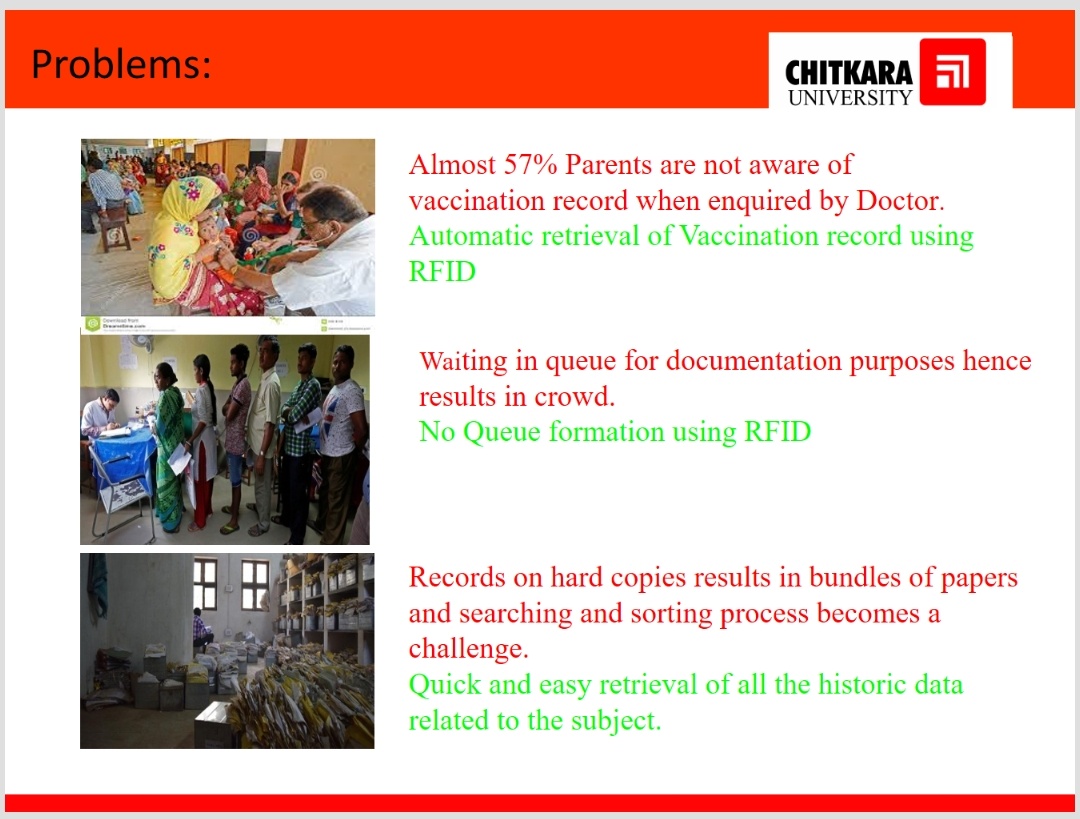 Problems:
CHITKARA
UNIVERSITY
Almost 57% Parents are not aware of
vaccination record when enquired by Doctor.
Automatic retrieval of Vaccination record using
RFID
Download from
Dreamstime.com
Waiting in queue for documentation purposes hence
results in crowd.
No Queue formation using RFID
Records on hard copies results in bundles of papers
and searching and sorting process becomes a
challenge.
Quick and easy retrieval of all the historic data
related to the subject.